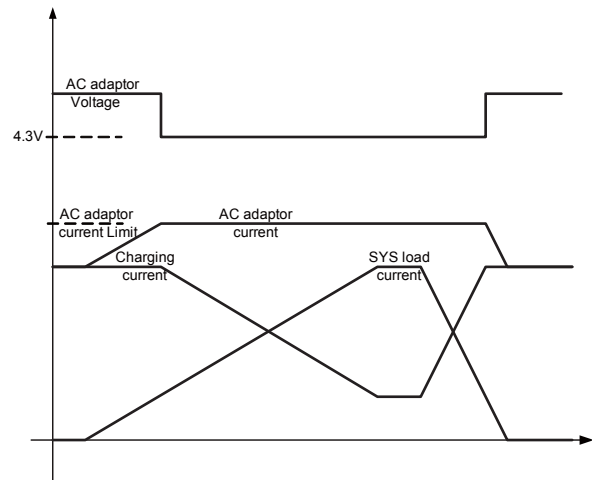 AC adaptor
Voltage
4.3V
AC adaptor
current Limit
AC adaptor
current
Charging
current
SYS load
current